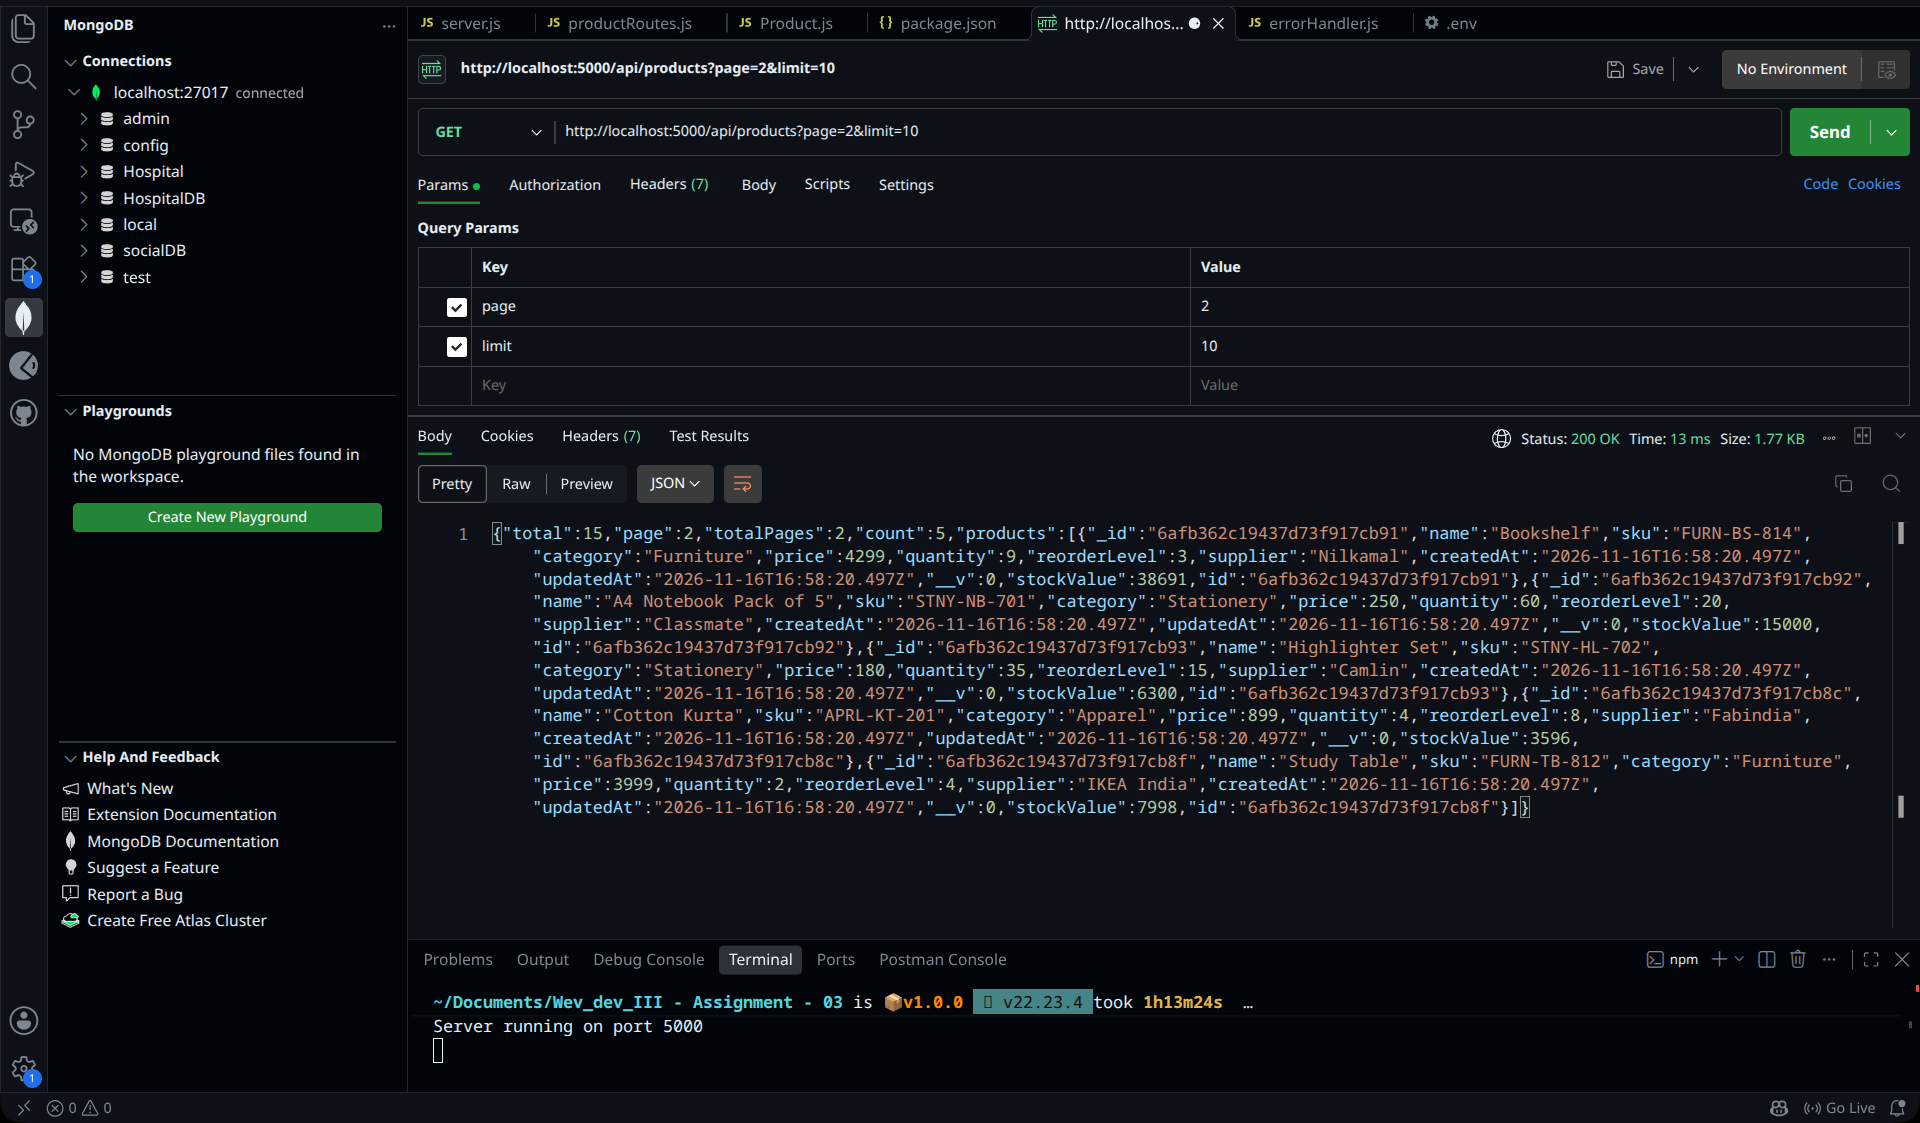 MongoDB
Connections
localhost:27017 connected
admin
config
Hospital
HospitalDB
local
socialDB
test
Playgrounds
No MongoDB playground files found in
the workspace.
Create New Playground
Help And Feedback
What's New
Extension Documentation
MongoDB Documentation
Suggest a Feature
Report a Bug
Create Free Atlas Cluster
1
1
JS server.js JS productRoutes.js JS Product.js {} package.json HTTP http://localhos... JS errorHandler.js .env
HTTP http://localhost:5000/api/products?page=2&limit=10 Save No Environment
GET http://localhost:5000/api/products?page=2&limit=10 Send
Params Authorization Headers (7) Body Scripts Settings Code Cookies
Query Params
Key Value
page 2
limit 10
Key Value
Body Cookies Headers (7) Test Results Status: 200 OK Time: 13 ms Size: 1.77 KB
Pretty Raw Preview JSON
1 {"total":15,"page":2,"totalPages":2,"count":5,"products":[{"_id":"6afb362c19437d73f917cb91","name":"Bookshelf","sku":"FURN-BS-814",
"category":"Furniture","price":4299,"quantity":9,"reorderLevel":3,"supplier":"Nilkamal","createdAt":"2026-11-16T16:58:20.497Z",
"updatedAt":"2026-11-16T16:58:20.497Z","__v":0,"stockValue":38691,"id":"6afb362c19437d73f917cb91"},{"_id":"6afb362c19437d73f917cb92",
"name":"A4 Notebook Pack of 5","sku":"STNY-NB-701","category":"Stationery","price":250,"quantity":60,"reorderLevel":20,
"supplier":"Classmate","createdAt":"2026-11-16T16:58:20.497Z","updatedAt":"2026-11-16T16:58:20.497Z","__v":0,"stockValue":15000,
"id":"6afb362c19437d73f917cb92"},{"_id":"6afb362c19437d73f917cb93","name":"Highlighter Set","sku":"STNY-HL-702",
"category":"Stationery","price":180,"quantity":35,"reorderLevel":15,"supplier":"Camlin","createdAt":"2026-11-16T16:58:20.497Z",
"updatedAt":"2026-11-16T16:58:20.497Z","__v":0,"stockValue":6300,"id":"6afb362c19437d73f917cb93"},{"_id":"6afb362c19437d73f917cb8c",
"name":"Cotton Kurta","sku":"APRL-KT-201","category":"Apparel","price":899,"quantity":4,"reorderLevel":8,"supplier":"Fabindia",
"createdAt":"2026-11-16T16:58:20.497Z","updatedAt":"2026-11-16T16:58:20.497Z","__v":0,"stockValue":3596,
"id":"6afb362c19437d73f917cb8c"},{"_id":"6afb362c19437d73f917cb8f","name":"Study Table","sku":"FURN-TB-812","category":"Furniture",
"price":3999,"quantity":2,"reorderLevel":4,"supplier":"IKEA India","createdAt":"2026-11-16T16:58:20.497Z",
"updatedAt":"2026-11-16T16:58:20.497Z","__v":0,"stockValue":7998,"id":"6afb362c19437d73f917cb8f"}]}
Problems Output Debug Console Terminal Ports Postman Console npm
~/Documents/Wev_dev_III - Assignment - 03 is 📦v1.0.0 v22.23.4 took 1h13m24s …
Server running on port 5000
0 0 Go Live